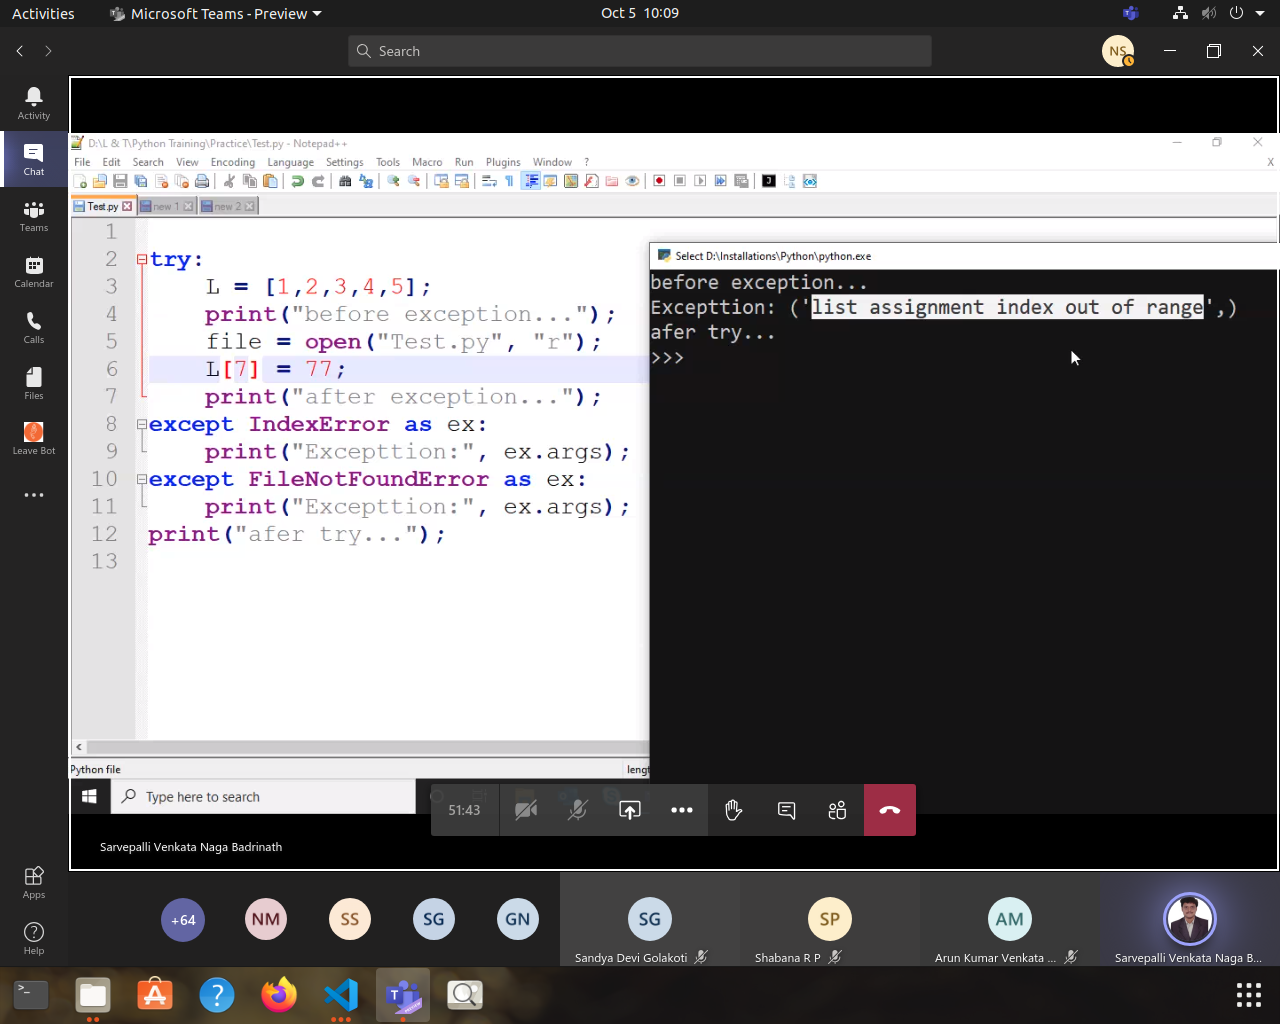 Activities Microsoft Teams - Preview Oct 5 10:09
Search NS
Activity
Chat
Teams
Calendar
Calls
Files
Leave Bot
Apps
Help
D:\L & T\Python Training\Practice\Test.py - Notepad++
File Edit Search View Encoding Language Settings Tools Macro Run Plugins Window ? X
Test.py new 1 new 2
1
2 try:
3 L = [1,2,3,4,5];
4 print("before exception...");
5 file = open("Test.py", "r");
6 L[7] = 77;
7 print("after exception...");
8 except IndexError as ex:
9 print("Excepttion:", ex.args);
10 except FileNotFoundError as ex:
11 print("Excepttion:", ex.args);
12 print("afer try...");
13
Select D:\Installations\Python\python.exe
before exception...
Excepttion: ('list assignment index out of range',)
afer try...
>>>
Python file leng
Type here to search
51:43
Sarvepalli Venkata Naga Badrinath
+64 NM SS SG GN SG SP AM
Sandya Devi Golakoti Shabana R P Arun Kumar Venkata ... Sarvepalli Venkata Naga B...